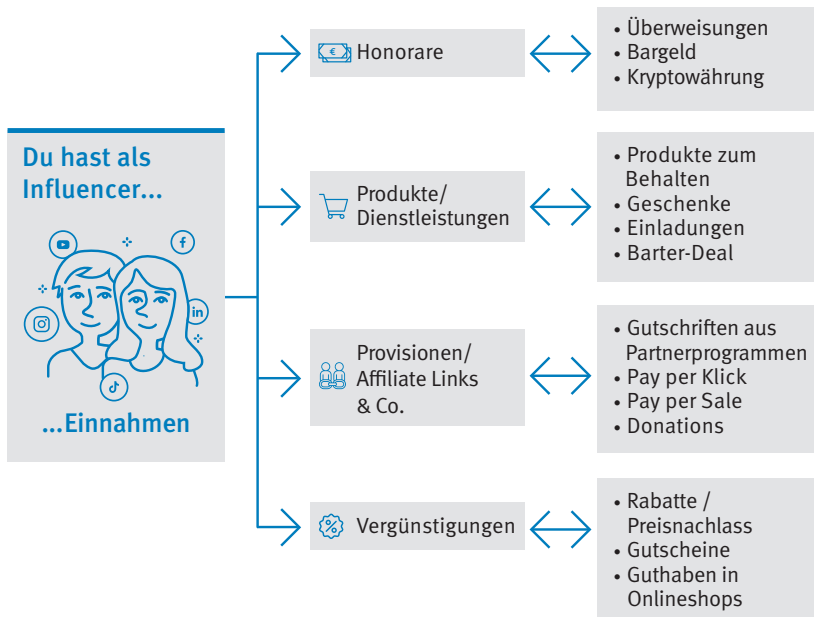 Du hast als
Influencer...
...Einnahmen
€ Honorare
• Überweisungen
• Bargeld
• Kryptowährung
Produkte/
Dienstleistungen
• Produkte zum
Behalten
• Geschenke
• Einladungen
• Barter-Deal
Provisionen/
Affiliate Links
& Co.
• Gutschriften aus
Partnerprogrammen
• Pay per Klick
• Pay per Sale
• Donations
% Vergünstigungen
• Rabatte /
Preisnachlass
• Gutscheine
• Guthaben in
Onlineshops
f
in